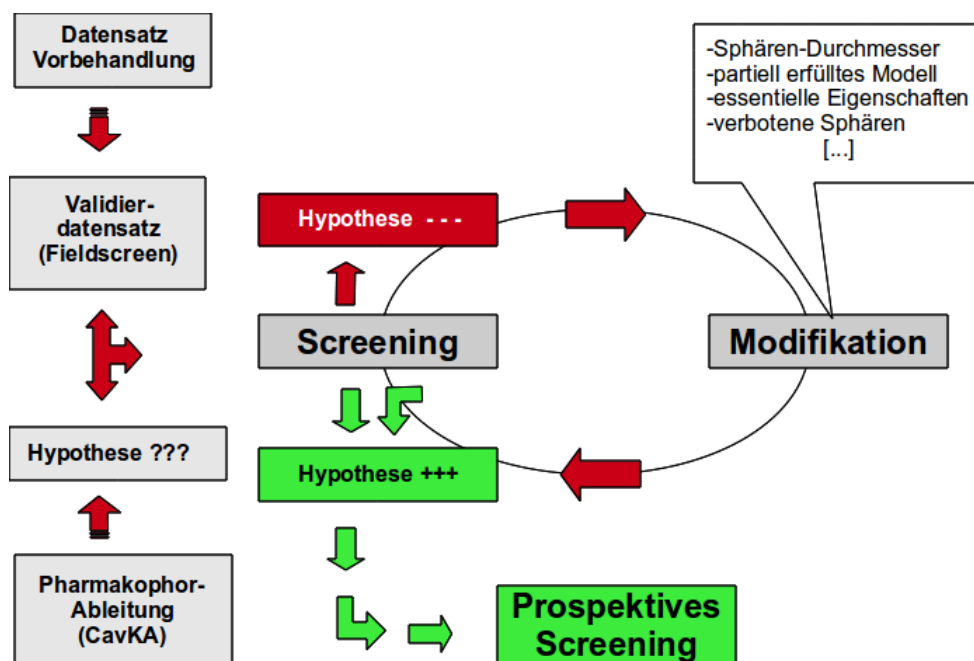 Datensatz
Vorbehandlung
-Sphären-Durchmesser
-partiell erfülltes Modell
-essentielle Eigenschaften
-verbotene Sphären
[...]
Validier-
datensatz
(Fieldscreen)
Hypothese - - -
Screening
Modifikation
Hypothese ???
Hypothese +++
Pharmakophor-
Ableitung
(CavKA)
Prospektives
Screening